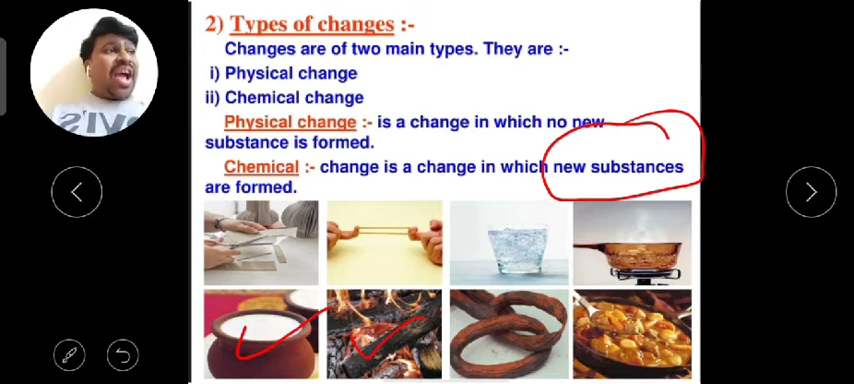 2) Types of changes :-
Changes are of two main types. They are :-
i) Physical change
ii) Chemical change
Physical change :- is a change in which no new
substance is formed.
Chemical :- change is a change in which new substances
are formed.